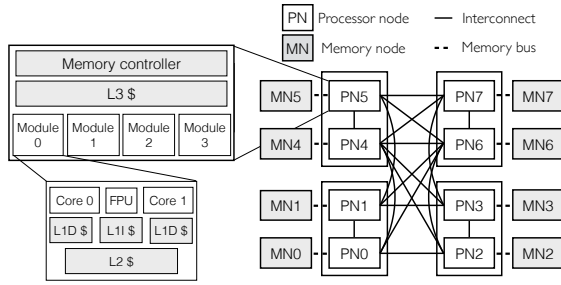 PN Processor node — Interconnect
MN Memory node -- Memory bus
Memory controller
L3 $
Module 0
Module 1
Module 2
Module 3
Core 0 FPU Core 1
L1D $ L1I $ L1D $
L2 $
MN5 PN5 PN7 MN7
MN4 PN4 PN6 MN6
MN1 PN1 PN3 MN3
MN0 PN0 PN2 MN2